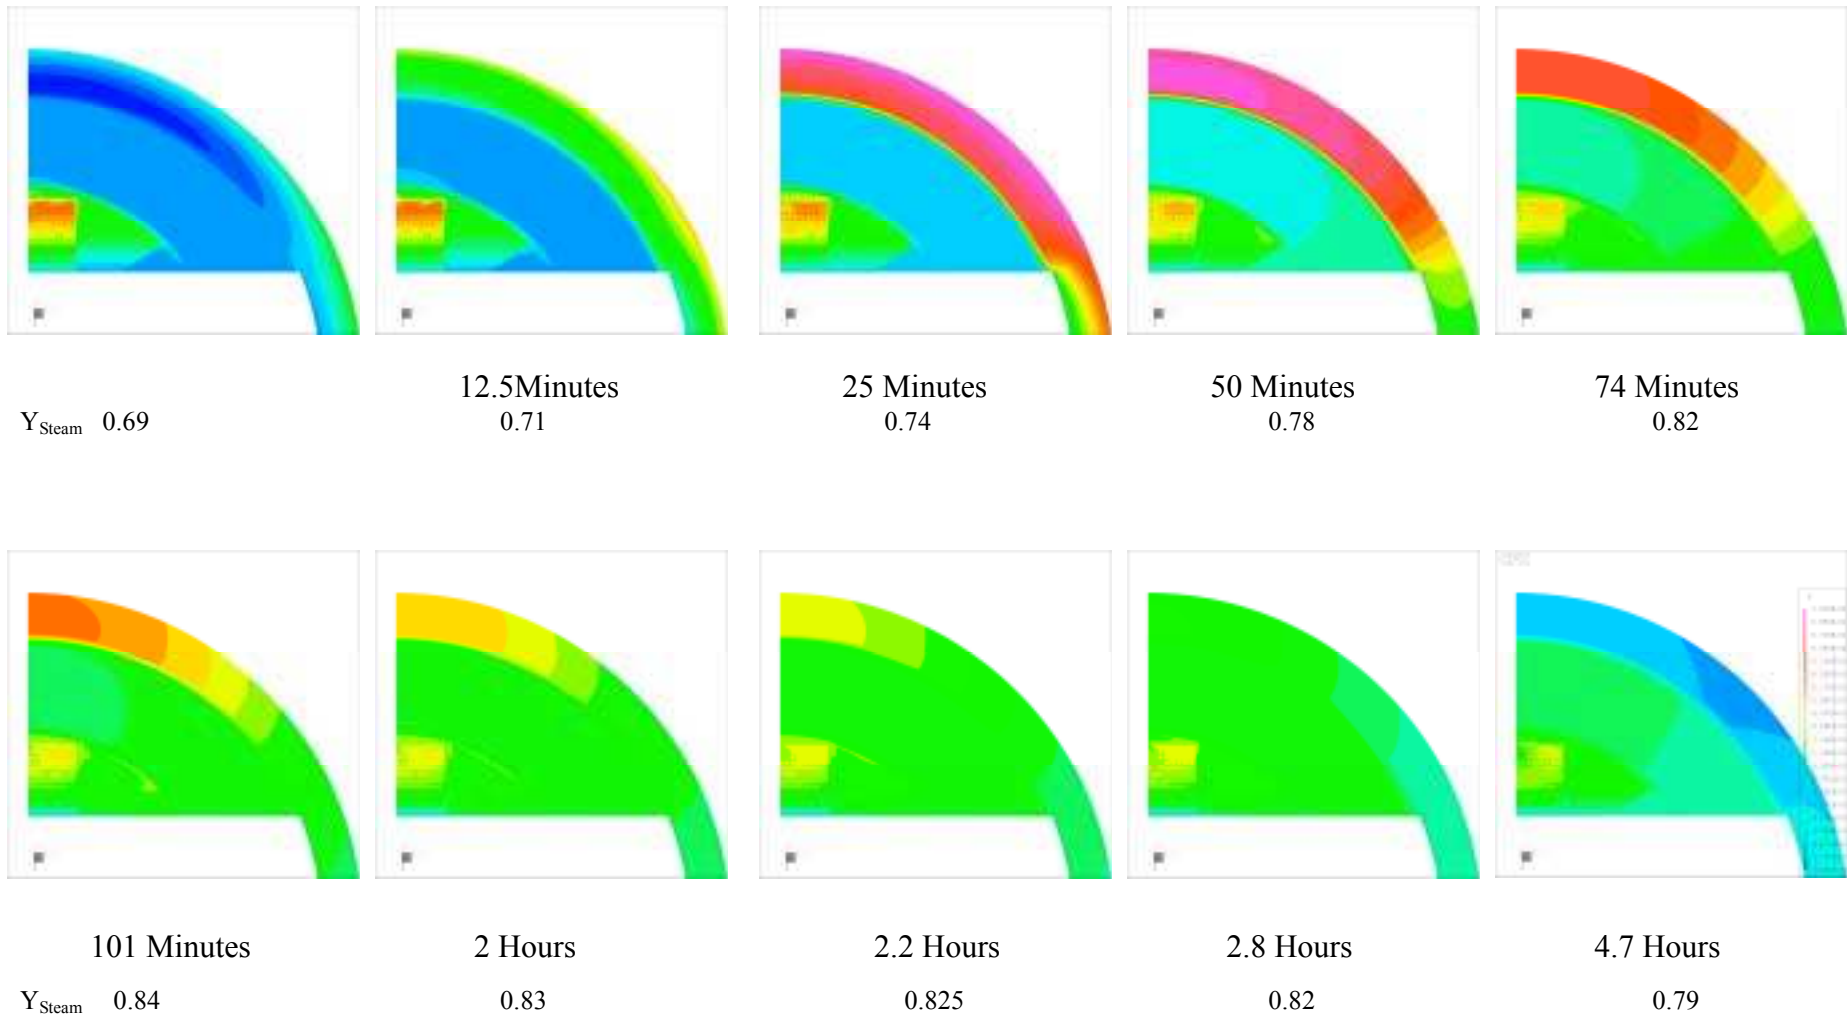 12.5Minutes 25 Minutes 50 Minutes 74 Minutes
YSteam 0.69 0.71 0.74 0.78 0.82
101 Minutes 2 Hours 2.2 Hours 2.8 Hours 4.7 Hours
YSteam 0.84 0.83 0.825 0.82 0.79